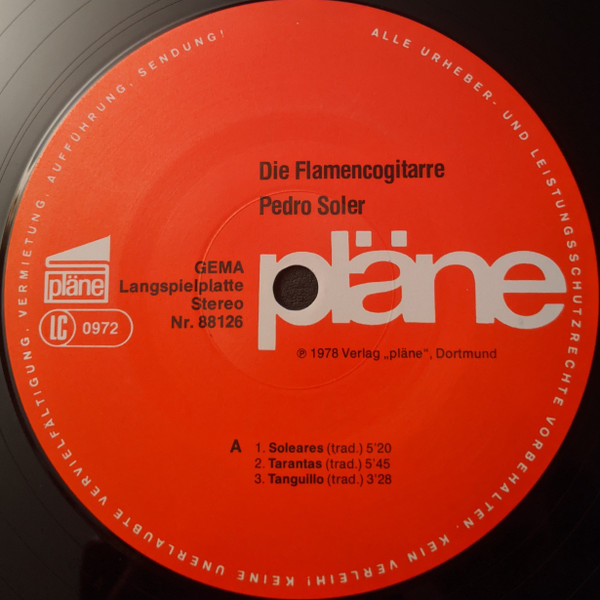 ALLE URHEBER- UND LEISTUNGSSCHUTZRECHTE VORBEHALTEN. KEIN VERLEIH! KEINE UNERLAUBTE VERVIELFÄLTIGUNG, VERMIETUNG, AUFFÜHRUNG, SENDUNG!
Die Flamencogitarre
Pedro Soler
pläne
LC 0972
GEMA
Langspielplatte
Stereo
Nr. 88126
pläne
℗ 1978 Verlag „pläne“, Dortmund
A 1. Soleares (trad.) 5'20
2. Tarantas (trad.) 5'45
3. Tanguillo (trad.) 3'28